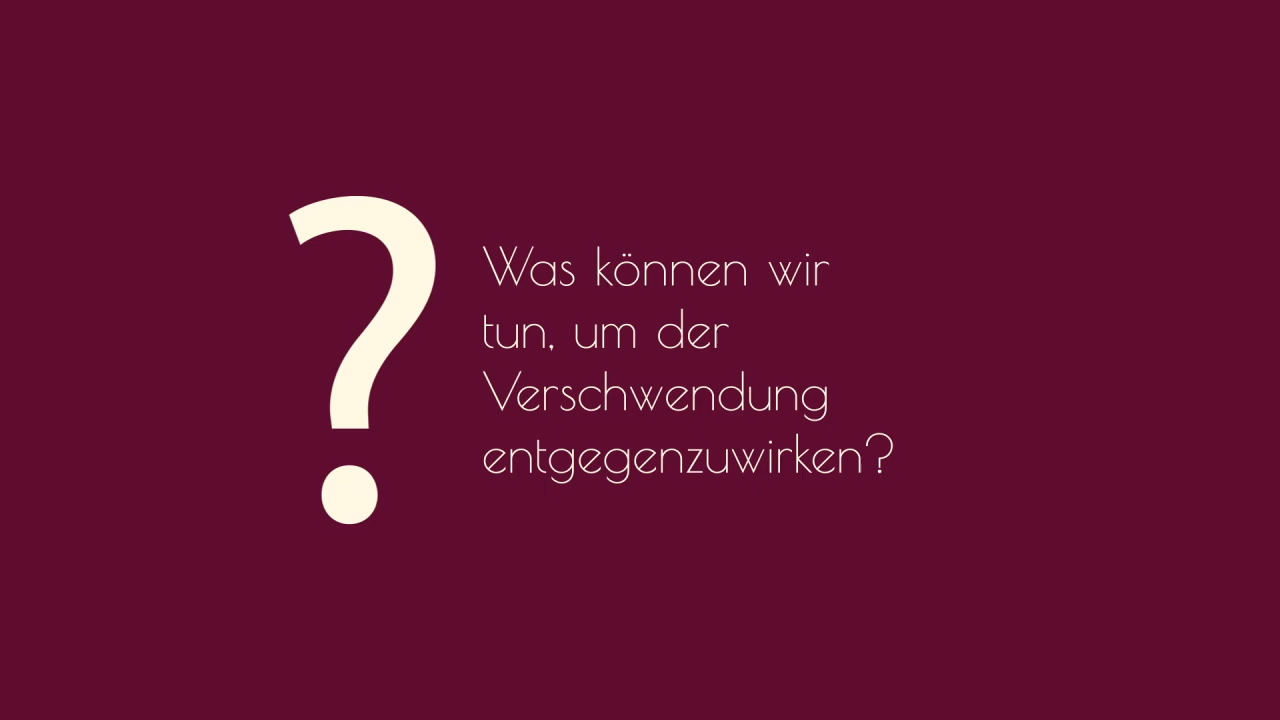 ?
Was können wir
tun, um der
Verschwendung
entgegenzuwirken?